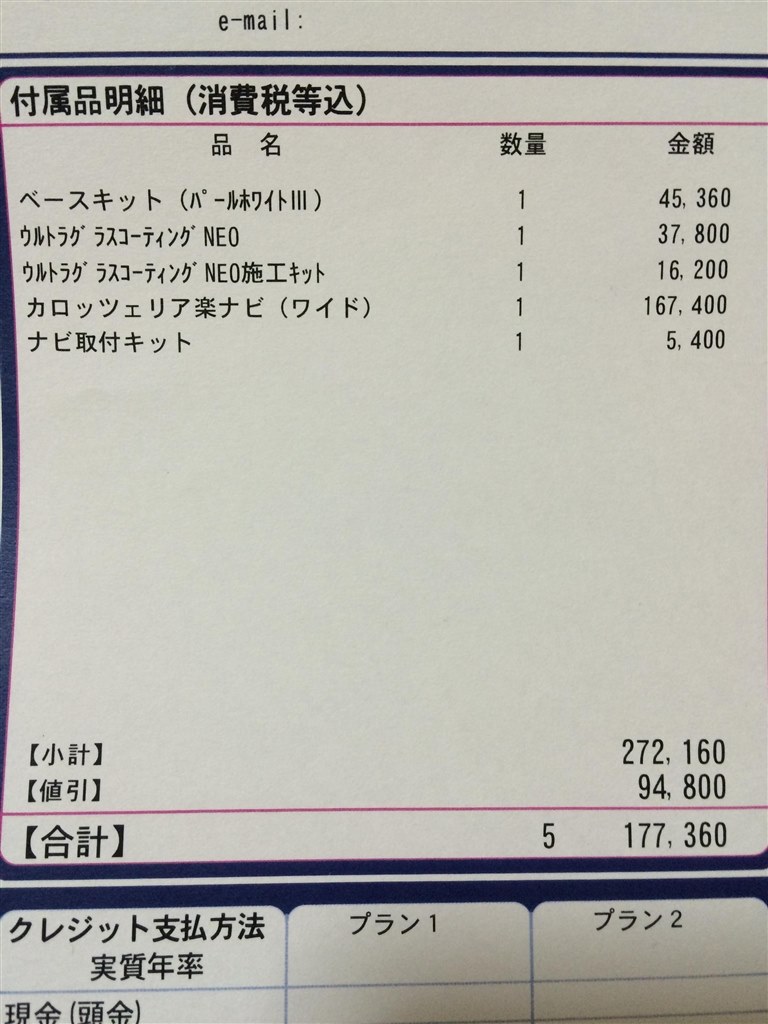 e-mail:
付属品明細（消費税等込）
品 名 数量 金額
ベースキット（ﾊﾟｰﾙﾎﾜｲﾄⅢ） 1 45,360
ｳﾙﾄﾗｸﾞﾗｽｺｰﾃｨﾝｸﾞNEO 1 37,800
ｳﾙﾄﾗｸﾞﾗｽｺｰﾃｨﾝｸﾞNEO施工ｷｯﾄ 1 16,200
カロッツェリア楽ナビ（ワイド） 1 167,400
ナビ取付キット 1 5,400
【小計】 272,160
【値引】 94,800
【合計】 5 177,360
クレジット支払方法 プラン1 プラン2
実質年率
現金(頭金)